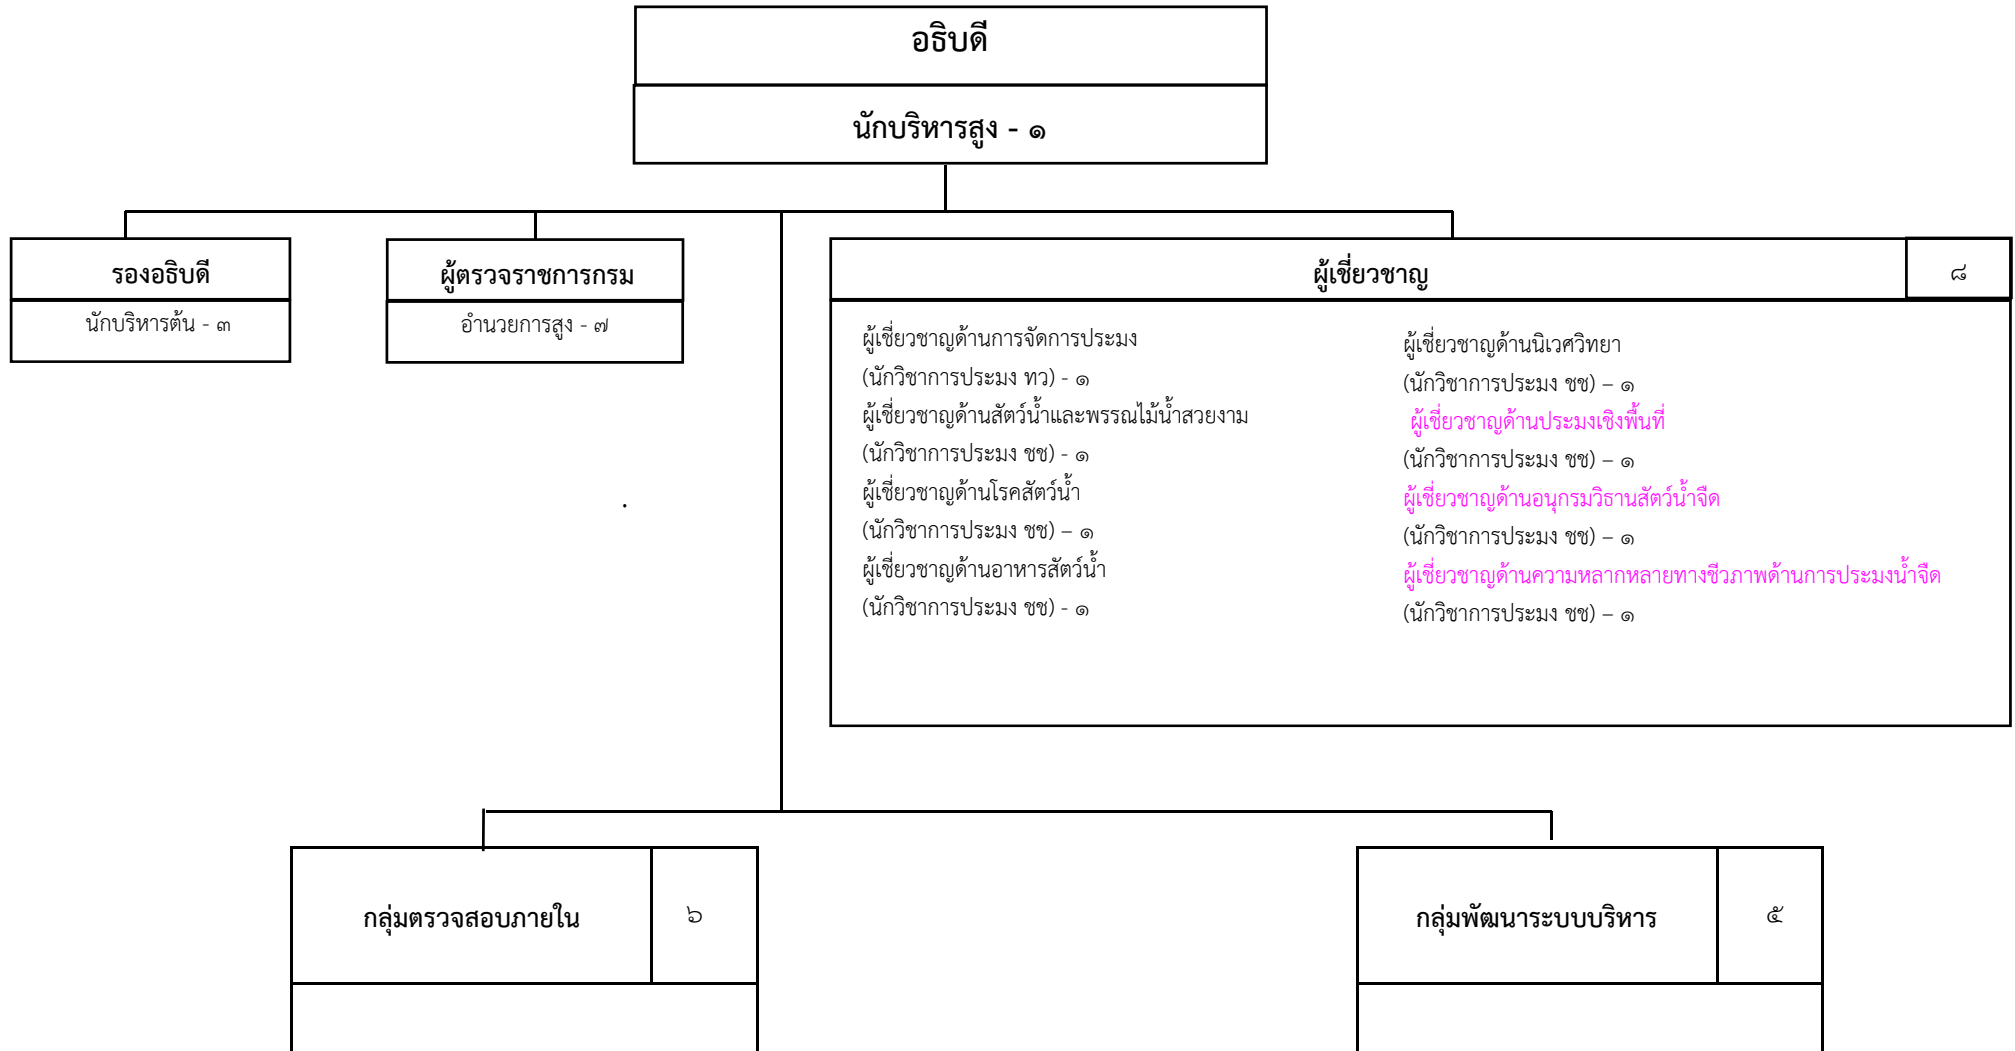 อธิบดี
นักบริหารสูง - ๑
รองอธิบดี
นักบริหารต้น - ๓
ผู้ตรวจราชการกรม
อำนวยการสูง - ๗
ผู้เชี่ยวชาญ
๘
ผู้เชี่ยวชาญด้านการจัดการประมง
(นักวิชาการประมง ทว) - ๑
ผู้เชี่ยวชาญด้านสัตว์น้ำและพรรณไม้น้ำสวยงาม
(นักวิชาการประมง ชช) - ๑
ผู้เชี่ยวชาญด้านโรคสัตว์น้ำ
(นักวิชาการประมง ชช) – ๑
ผู้เชี่ยวชาญด้านอาหารสัตว์น้ำ
(นักวิชาการประมง ชช) - ๑
ผู้เชี่ยวชาญด้านนิเวศวิทยา
(นักวิชาการประมง ชช) – ๑
ผู้เชี่ยวชาญด้านประมงเชิงพื้นที่
(นักวิชาการประมง ชช) – ๑
ผู้เชี่ยวชาญด้านอนุกรมวิธานสัตว์น้ำจืด
(นักวิชาการประมง ชช) – ๑
ผู้เชี่ยวชาญด้านความหลากหลายทางชีวภาพด้านการประมงน้ำจืด
(นักวิชาการประมง ชช) – ๑
.
กลุ่มตรวจสอบภายใน
๖
กลุ่มพัฒนาระบบบริหาร
๕